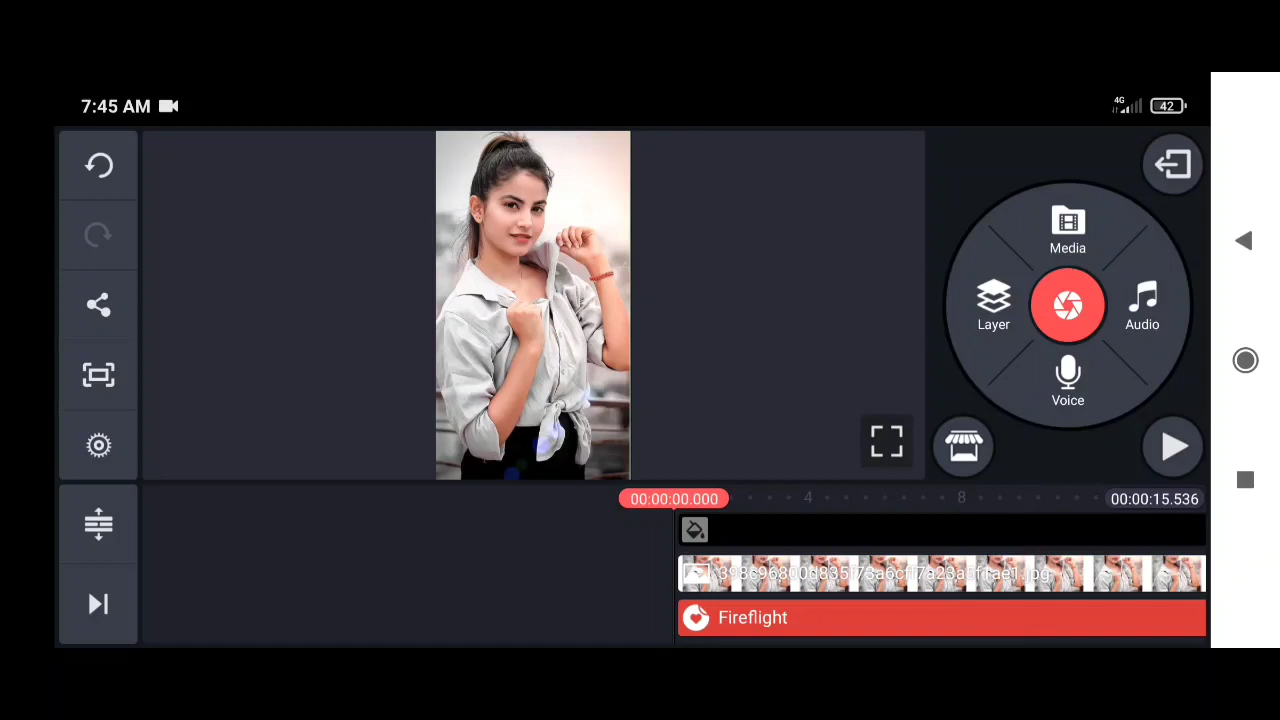 7:45 AM
4G
42
Media
Layer
Audio
Voice
00:00:00.000
4
8
00:00:15.536
Fireflight